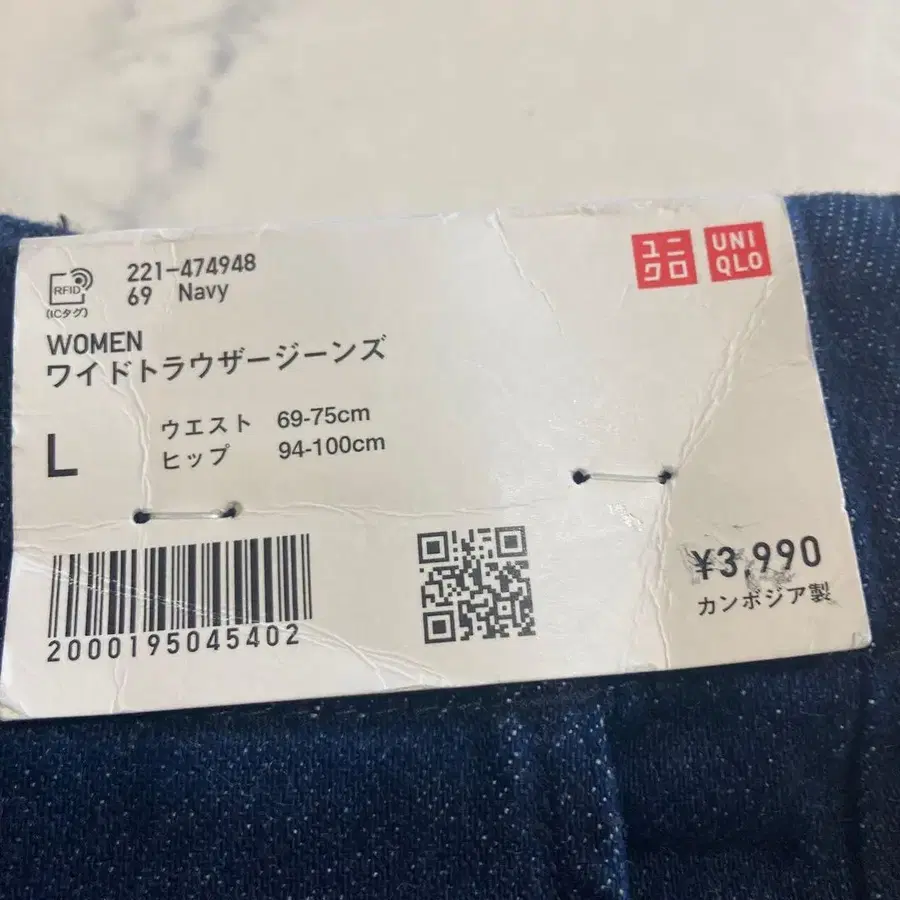 RFID
(ICタグ)
221-474948
69 Navy
ユニクロ
UNIQLO
WOMEN
ワイドトラウザージーンズ
L
ウエスト 69-75cm
ヒップ 94-100cm
2000195045402
¥3,990
カンボジア製